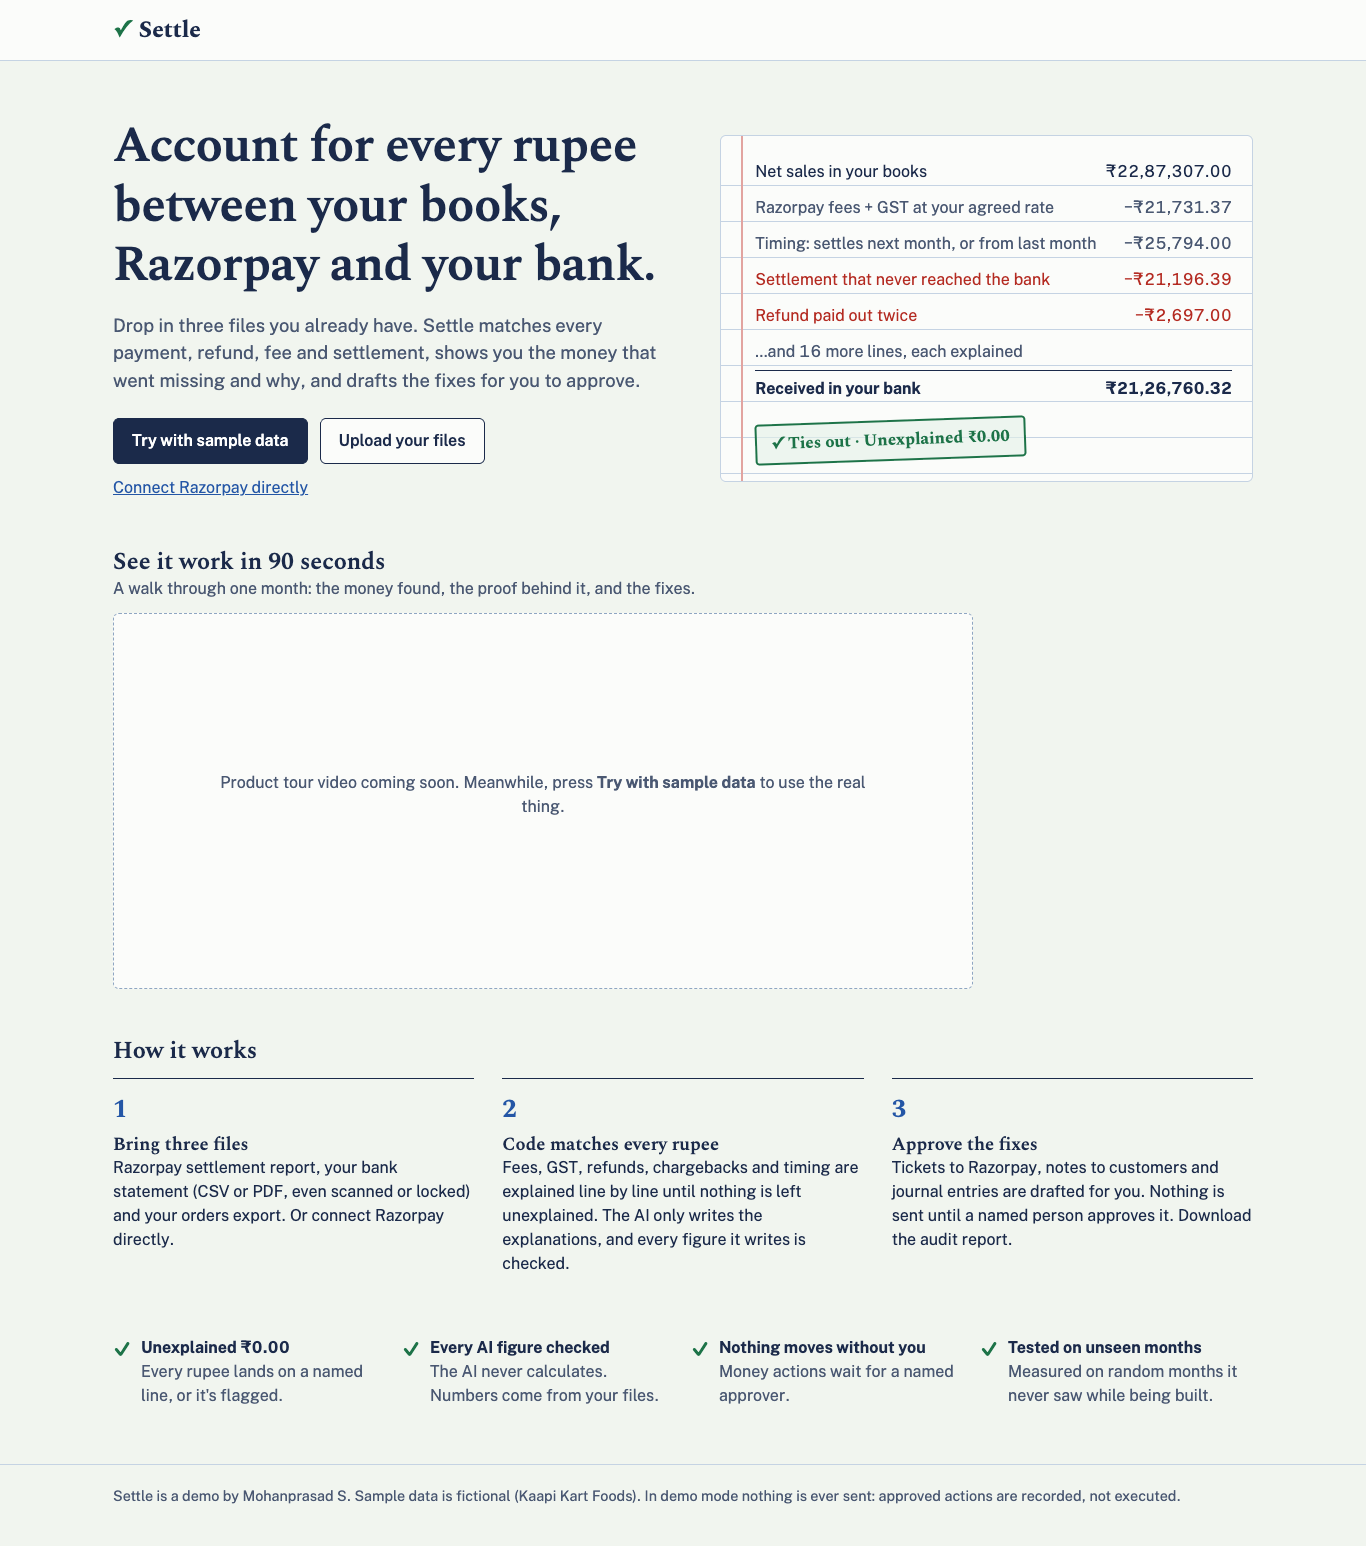 ✓ Settle
Account for every rupee
between your books,
Razorpay and your bank.
Drop in three files you already have. Settle matches every
payment, refund, fee and settlement, shows you the money that
went missing and why, and drafts the fixes for you to approve.
Try with sample data
Upload your files
Connect Razorpay directly
Net sales in your books ₹22,87,307.00
Razorpay fees + GST at your agreed rate −₹21,731.37
Timing: settles next month, or from last month −₹25,794.00
Settlement that never reached the bank −₹21,196.39
Refund paid out twice −₹2,697.00
…and 16 more lines, each explained
Received in your bank ₹21,26,760.32
✓ Ties out · Unexplained ₹0.00
See it work in 90 seconds
A walk through one month: the money found, the proof behind it, and the fixes.
Product tour video coming soon. Meanwhile, press Try with sample data to use the real
thing.
How it works
1
Bring three files
Razorpay settlement report, your bank
statement (CSV or PDF, even scanned or locked)
and your orders export. Or connect Razorpay
directly.
2
Code matches every rupee
Fees, GST, refunds, chargebacks and timing are
explained line by line until nothing is left
unexplained. The AI only writes the
explanations, and every figure it writes is
checked.
3
Approve the fixes
Tickets to Razorpay, notes to customers and
journal entries are drafted for you. Nothing is
sent until a named person approves it. Download
the audit report.
Unexplained ₹0.00
Every rupee lands on a named
line, or it's flagged.
Every AI figure checked
The AI never calculates.
Numbers come from your files.
Nothing moves without you
Money actions wait for a named
approver.
Tested on unseen months
Measured on random months it
never saw while being built.
Settle is a demo by Mohanprasad S. Sample data is fictional (Kaapi Kart Foods). In demo mode nothing is ever sent: approved actions are recorded, not executed.